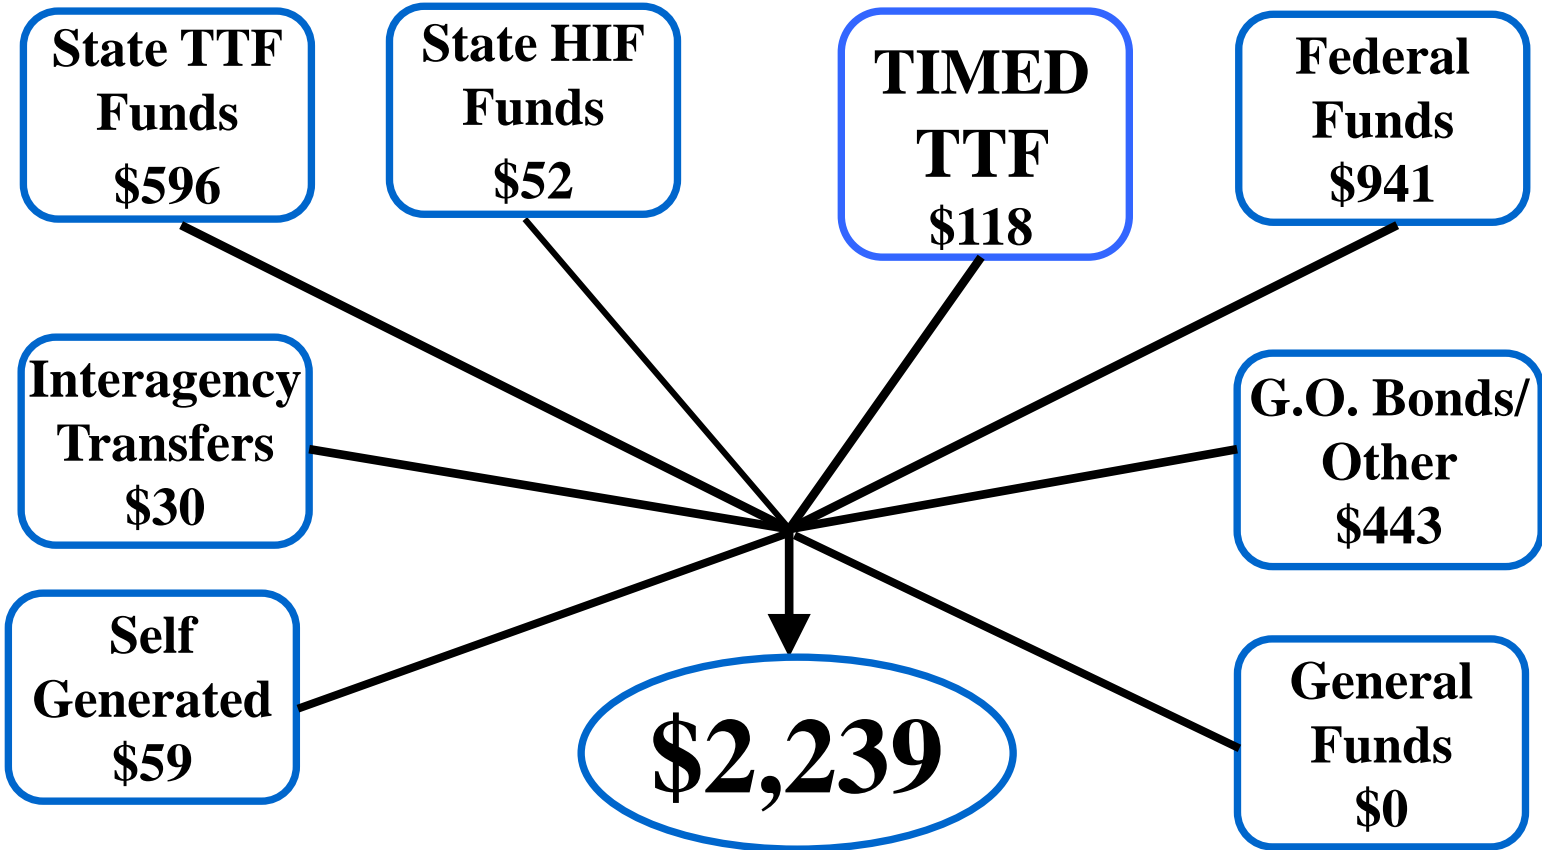 State TTF
Funds
$596
State HIF
Funds
$52
TIMED
TTF
$118
Federal
Funds
$941
Interagency
Transfers
$30
G.O. Bonds/
Other
$443
Self
Generated
$59
$2,239
General
Funds
$0